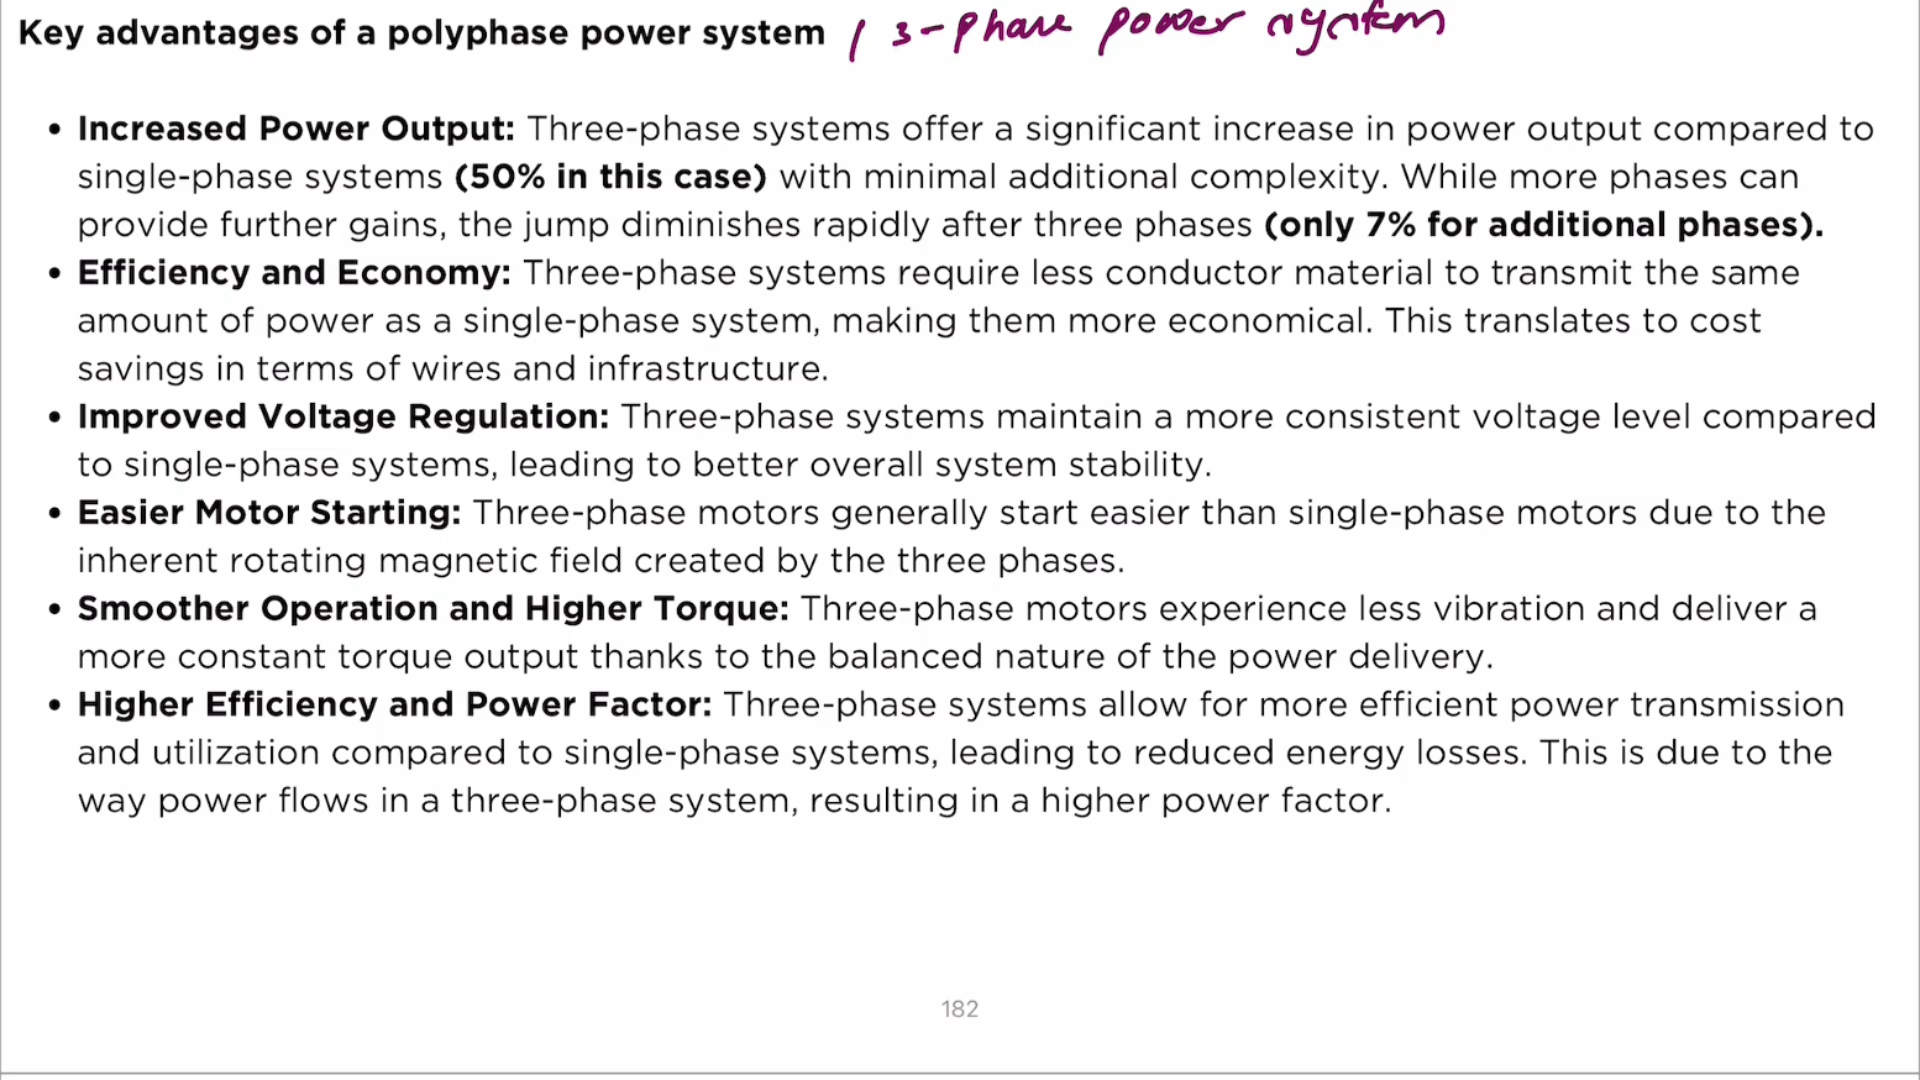 Key advantages of a polyphase power system / 3-phase power system
• Increased Power Output: Three-phase systems offer a significant increase in power output compared to
single-phase systems (50% in this case) with minimal additional complexity. While more phases can
provide further gains, the jump diminishes rapidly after three phases (only 7% for additional phases).
• Efficiency and Economy: Three-phase systems require less conductor material to transmit the same
amount of power as a single-phase system, making them more economical. This translates to cost
savings in terms of wires and infrastructure.
• Improved Voltage Regulation: Three-phase systems maintain a more consistent voltage level compared
to single-phase systems, leading to better overall system stability.
• Easier Motor Starting: Three-phase motors generally start easier than single-phase motors due to the
inherent rotating magnetic field created by the three phases.
• Smoother Operation and Higher Torque: Three-phase motors experience less vibration and deliver a
more constant torque output thanks to the balanced nature of the power delivery.
• Higher Efficiency and Power Factor: Three-phase systems allow for more efficient power transmission
and utilization compared to single-phase systems, leading to reduced energy losses. This is due to the
way power flows in a three-phase system, resulting in a higher power factor.
182